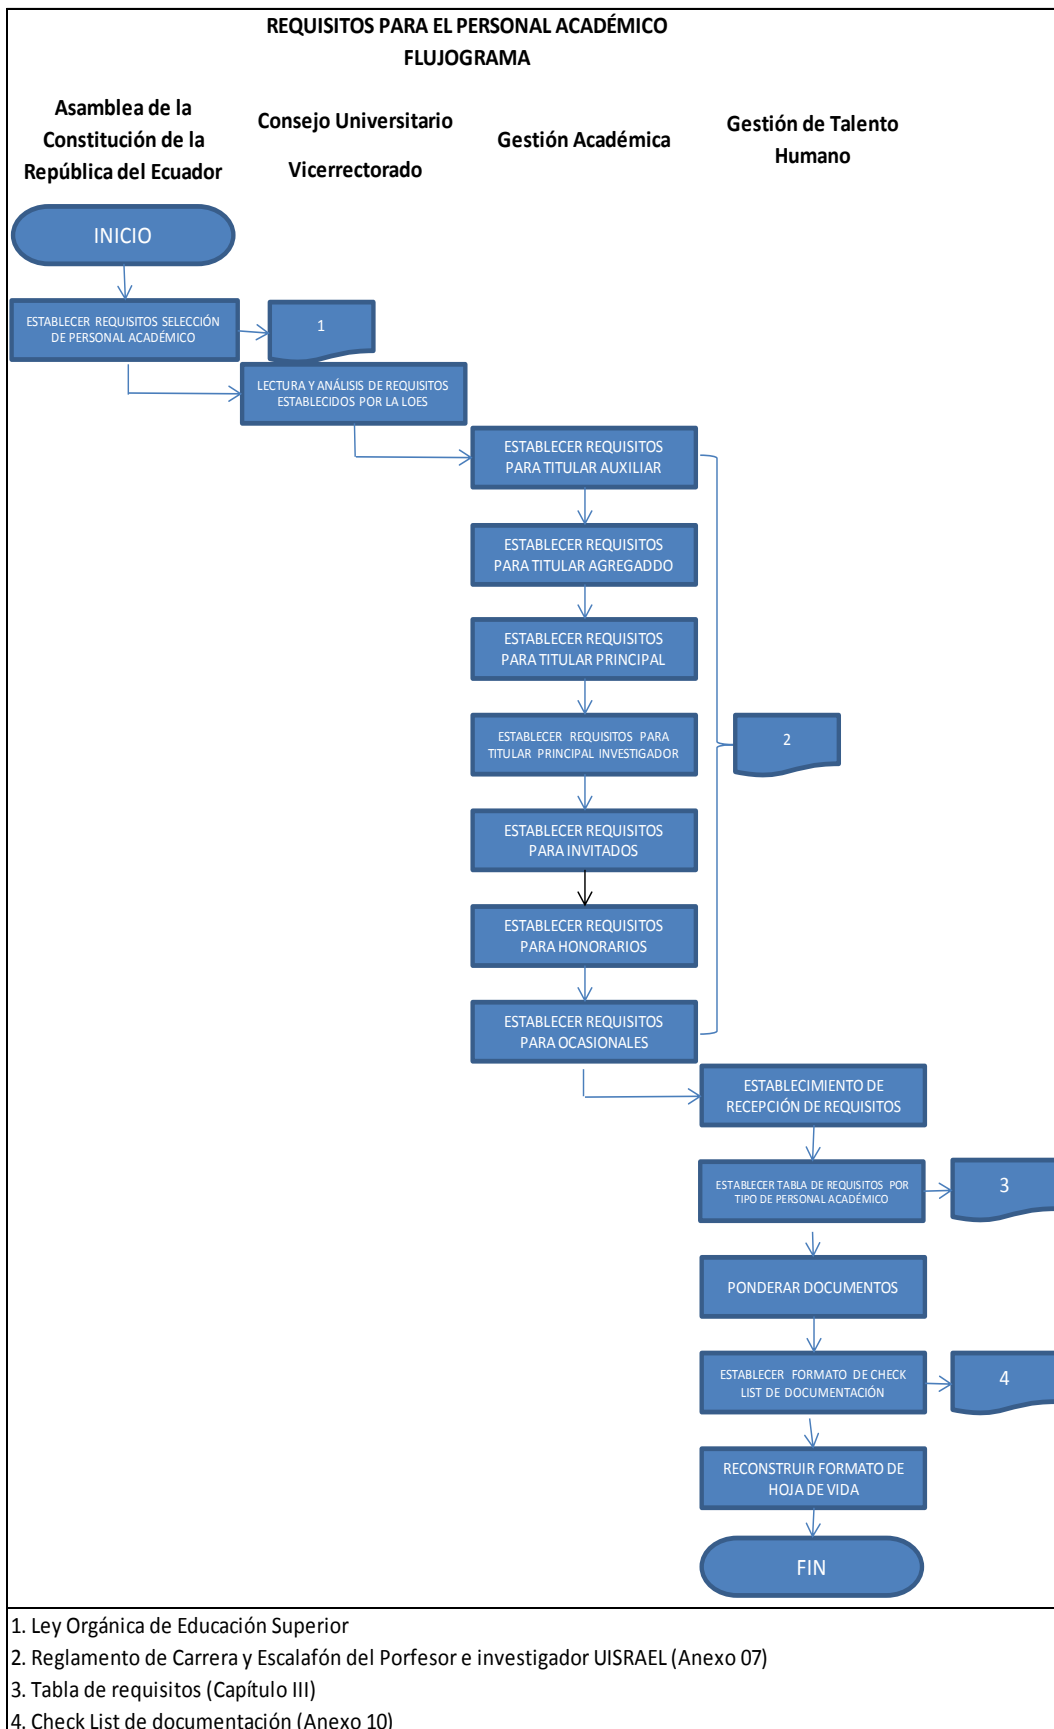 REQUISITOS PARA EL PERSONAL ACADÉMICO
FLUJOGRAMA
Asamblea de la
Constitución de la
República del Ecuador
Consejo Universitario
Vicerrectorado
Gestión Académica
Gestión de Talento
Humano
INICIO
ESTABLECER REQUISITOS SELECCIÓN
DE PERSONAL ACADÉMICO
1
LECTURA Y ANÁLISIS DE REQUISITOS
ESTABLECIDOS POR LA LOES
ESTABLECER REQUISITOS
PARA TITULAR AUXILIAR
ESTABLECER REQUISITOS
PARA TITULAR AGREGADDO
ESTABLECER REQUISITOS
PARA TITULAR PRINCIPAL
ESTABLECER REQUISITOS PARA
TITULAR PRINCIPAL INVESTIGADOR
2
ESTABLECER REQUISITOS
PARA INVITADOS
ESTABLECER REQUISITOS
PARA HONORARIOS
ESTABLECER REQUISITOS
PARA OCASIONALES
ESTABLECIMIENTO DE
RECEPCIÓN DE REQUISITOS
ESTABLECER TABLA DE REQUISITOS POR
TIPO DE PERSONAL ACADÉMICO
3
PONDERAR DOCUMENTOS
ESTABLECER FORMATO DE CHECK
LIST DE DOCUMENTACIÓN
4
RECONSTRUIR FORMATO DE
HOJA DE VIDA
FIN
1. Ley Orgánica de Educación Superior
2. Reglamento de Carrera y Escalafón del Porfesor e investigador UISRAEL (Anexo 07)
3. Tabla de requisitos (Capítulo III)
4. Check List de documentación (Anexo 10)